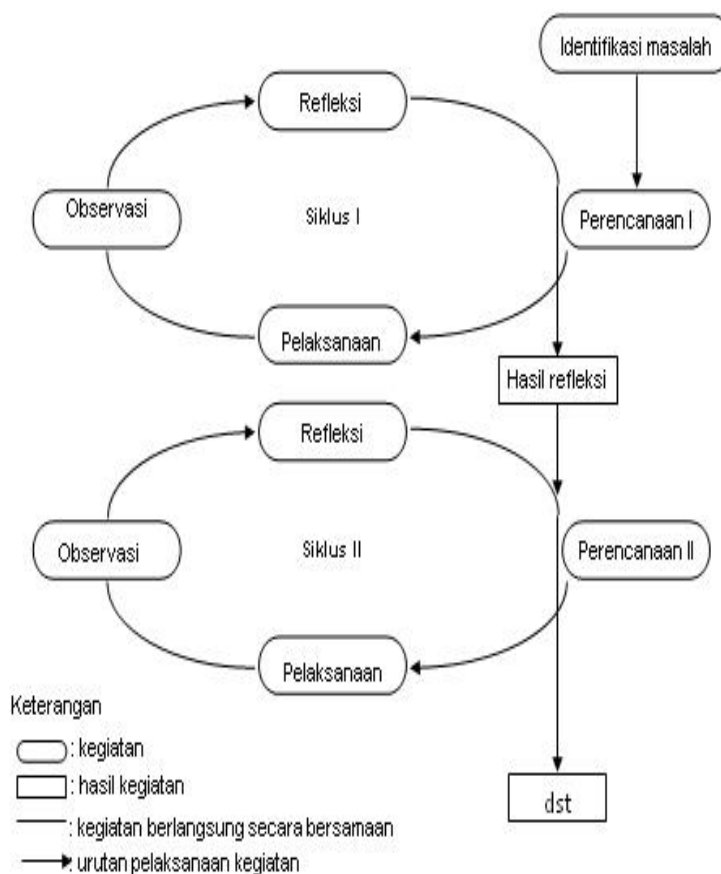 Identifikasi masalah
Refleksi
Observasi
Siklus I
Perencanaan I
Pelaksanaan
Hasil refleksi
Refleksi
Observasi
Siklus II
Perencanaan II
Pelaksanaan
Keterangan
: kegiatan
: hasil kegiatan
: kegiatan berlangsung secara bersamaan
: urutan pelaksanaan kegiatan
dst